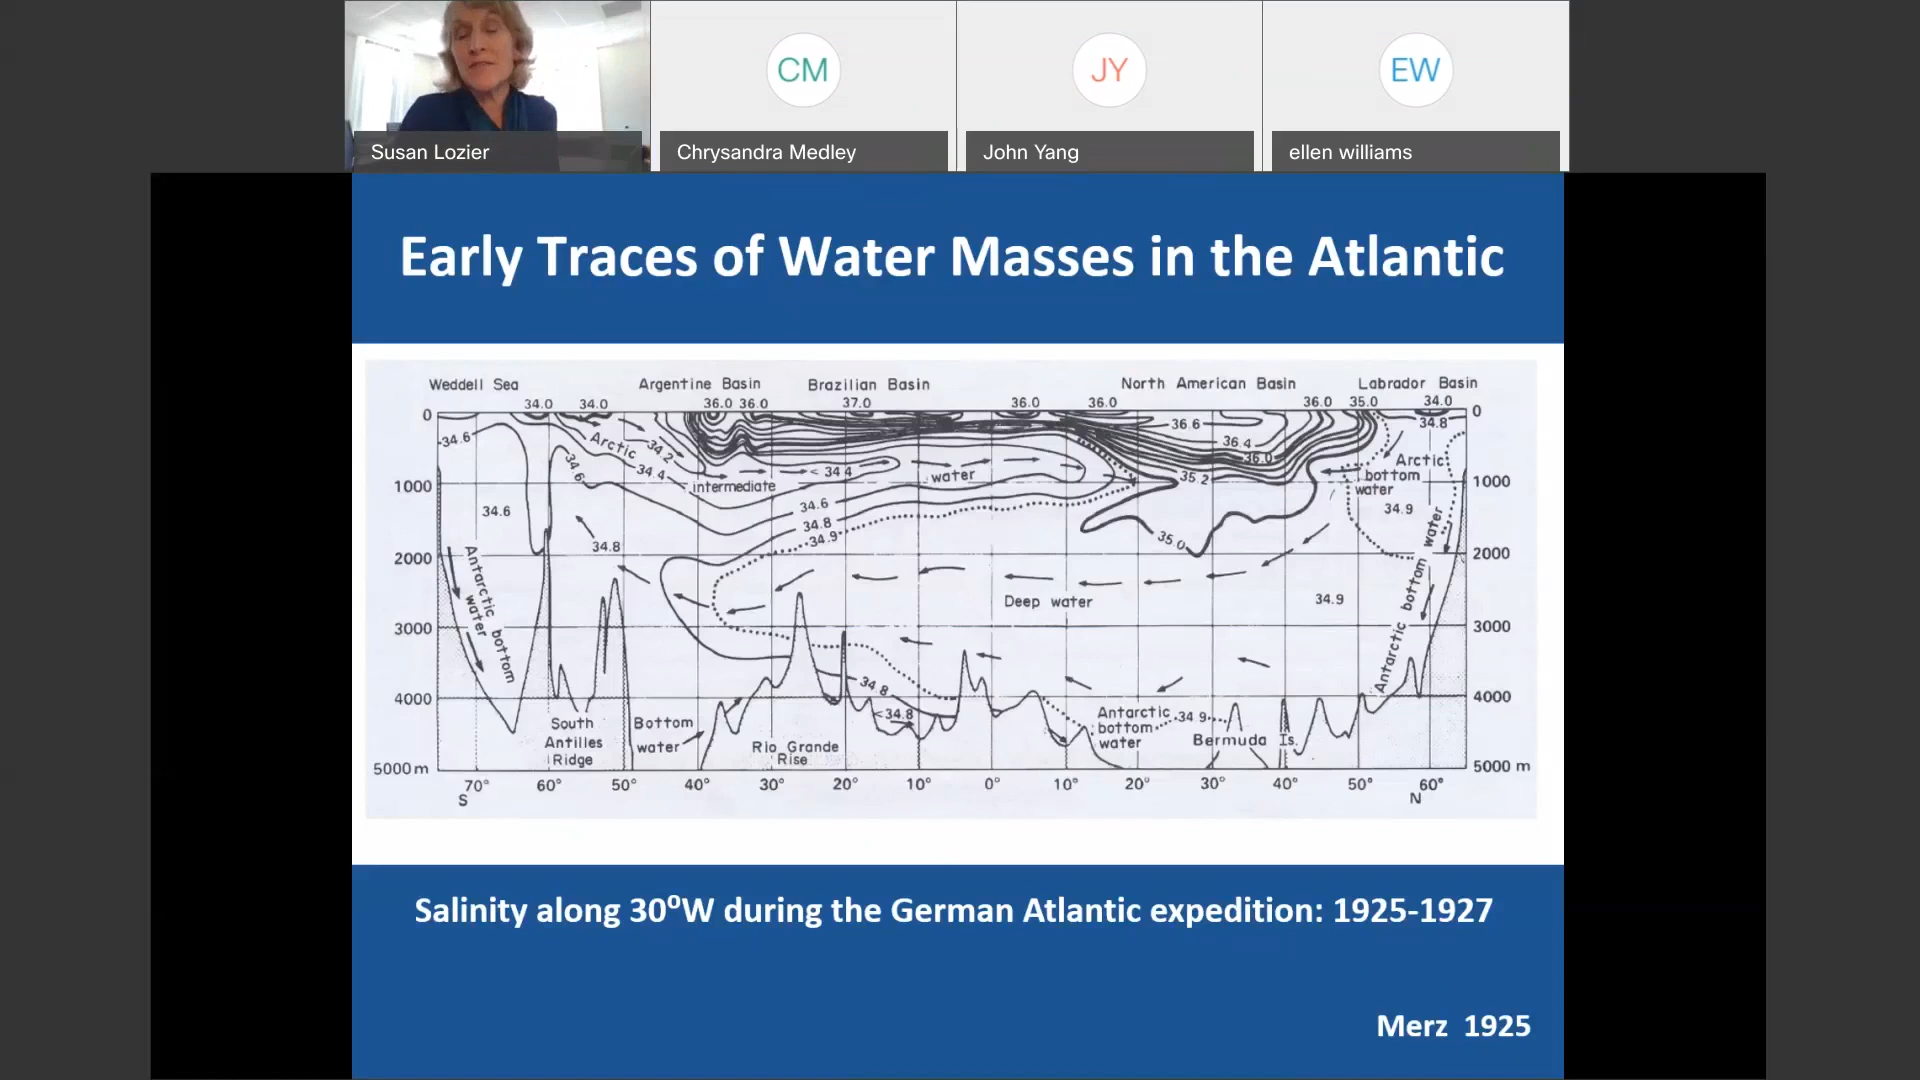 CM
JY
EW
Susan Lozier
Chrysandra Medley
John Yang
ellen williams
Early Traces of Water Masses in the Atlantic
Weddell Sea
Argentine Basin
Brazilian Basin
North American Basin
Labrador Basin
34.0 34.0 36.0 36.0 37.0 36.0 36.0 36.0 35.0 34.0
0 0
34.6
Arctic
34.2
34.4
34.6
intermediate
< 34.4
water
36.6
36.4
36.0
35.2
34.8
Arctic
bottom
water
34.9
1000 1000
34.6
34.6
34.8
34.9
34.8
35.0
2000 2000
Antarctic bottom
water
Deep water
34.9
Antarctic bottom water
3000 3000
34.8
<34.8
4000 4000
South
Antilles
Ridge
Bottom
water
Rio Grande
Rise
Antarctic
bottom
water
34.9
Bermuda Is.
5000 m 5000 m
70° 60° 50° 40° 30° 20° 10° 0° 10° 20° 30° 40° 50° 60°
S N
Salinity along 30⁰W during the German Atlantic expedition: 1925-1927
Merz 1925